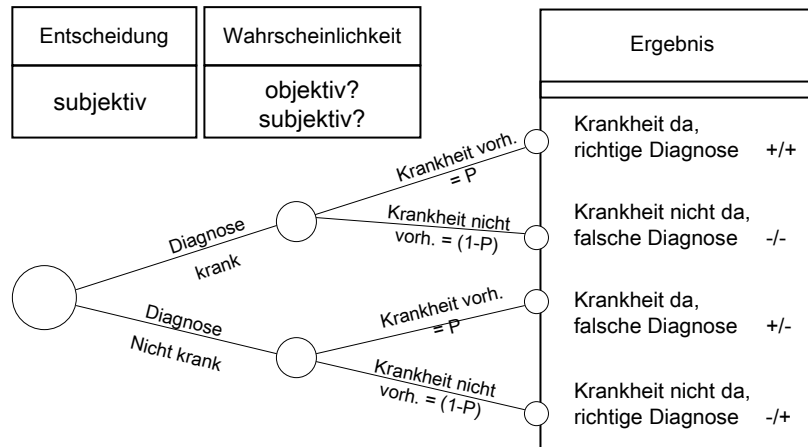 Entscheidung
subjektiv
Wahrscheinlichkeit
objektiv?
subjektiv?
Ergebnis
Krankheit vorh.
= P
Krankheit nicht
vorh. = (1-P)
Diagnose
krank
Diagnose
Nicht krank
Krankheit vorh.
= P
Krankheit nicht
vorh. = (1-P)
Krankheit da,
richtige Diagnose +/+
Krankheit nicht da,
falsche Diagnose -/-
Krankheit da,
falsche Diagnose +/-
Krankheit nicht da,
richtige Diagnose -/+